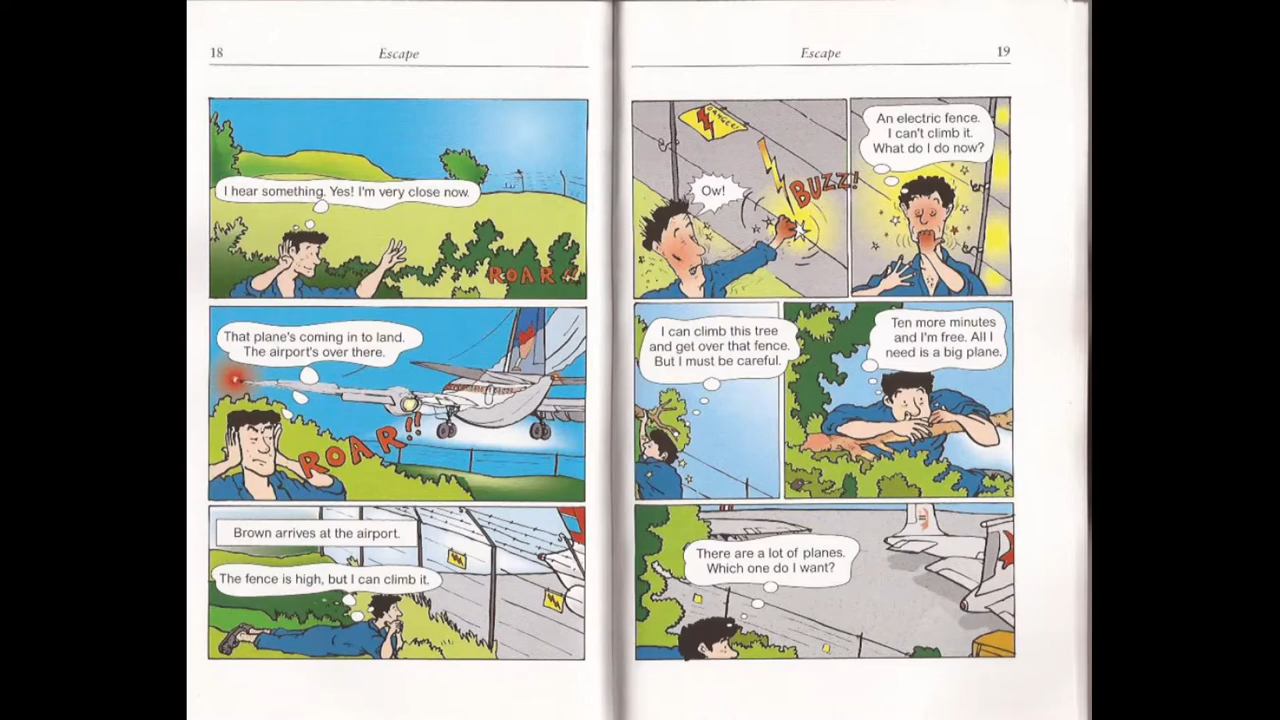 18
Escape
I hear something. Yes! I'm very close now.
ROAR!!
That plane's coming in to land.
The airport's over there.
ROAR!!
Brown arrives at the airport.
The fence is high, but I can climb it.
Escape
19
DANGER!
Ow!
BUZZ!
An electric fence.
I can't climb it.
What do I do now?
I can climb this tree
and get over that fence.
But I must be careful.
Ten more minutes
and I'm free. All I
need is a big plane.
There are a lot of planes.
Which one do I want?